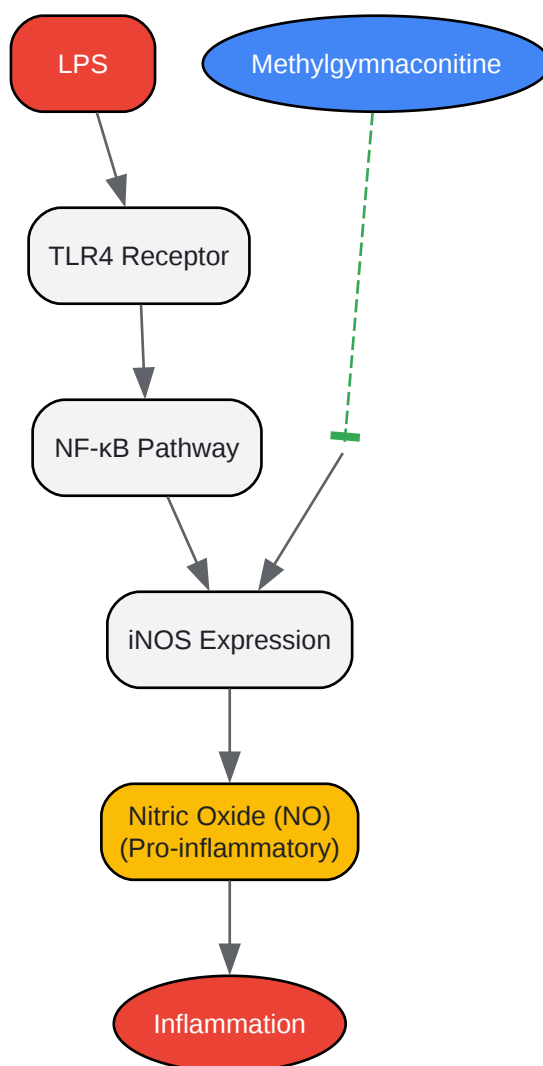 LPS
Methylgymnaconitine
TLR4 Receptor
NF-κB Pathway
iNOS Expression
Nitric Oxide (NO)
(Pro-inflammatory)
Inflammation